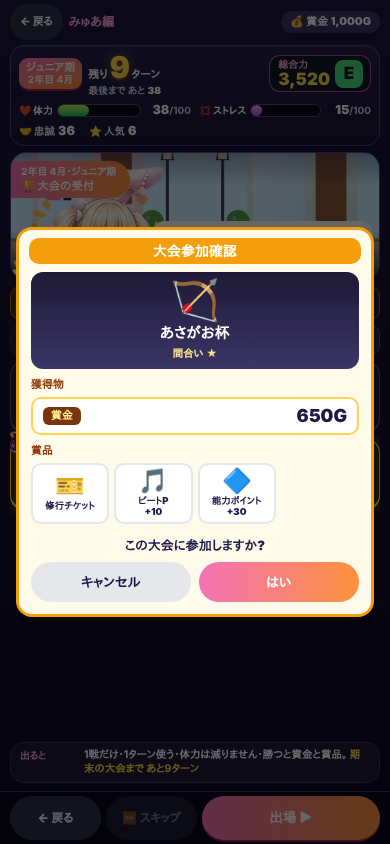 ← 戻る みゅあ編 賞金 1,000G
ジュニア期
2年目 4月
残り9ターン
最後まであと38
総合力
3,520 E
体力 38/100 ストレス 15/100
忠誠 36 人気 6
2年目 4月・ジュニア期
大会の受付
大会参加確認
あさがお杯
間合い ★
獲得物
賞金 650G
賞品
修行チケット
ビートP
+10
能力ポイント
+30
この大会に参加しますか?
キャンセル はい
出ると 1戦だけ・1ターン使う・体力は減りません・勝つと賞金と賞品。期
末の大会まで あと9ターン
← 戻る スキップ 出場 ▶